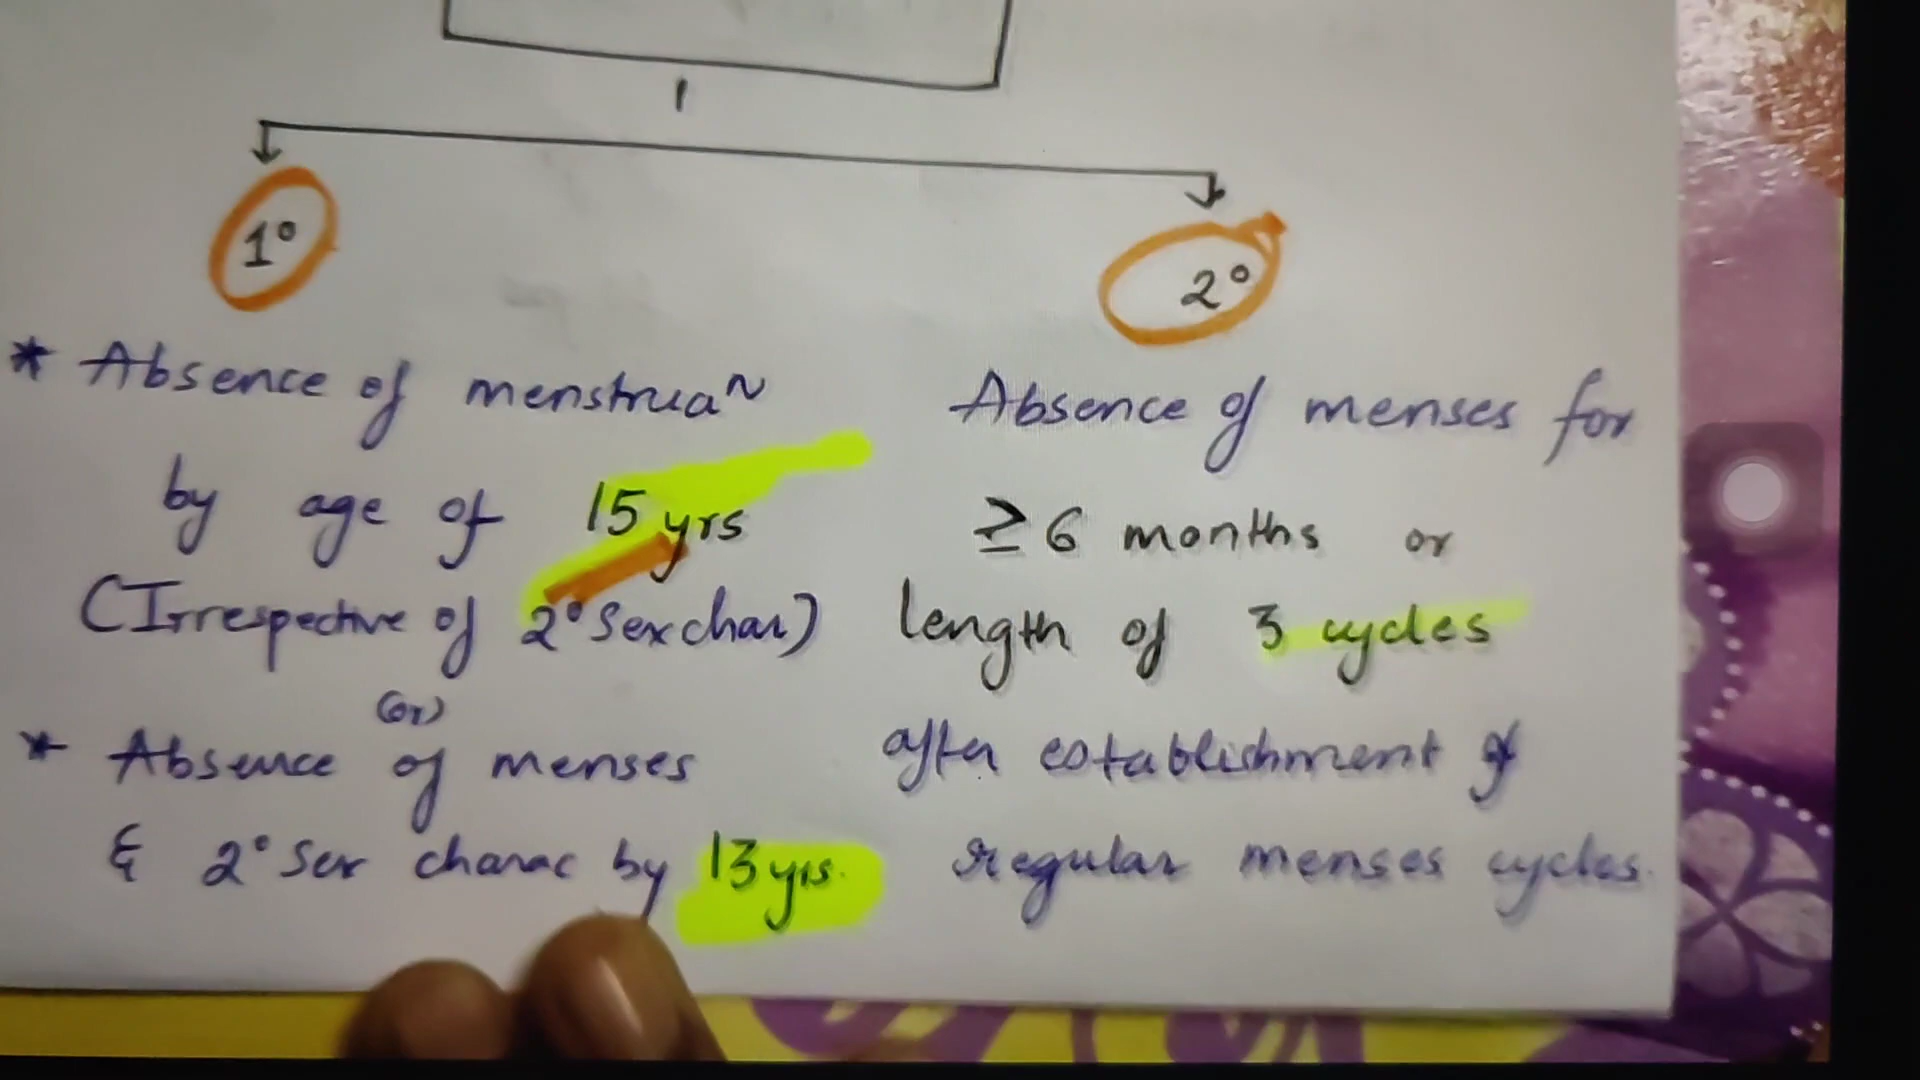 1°
2°
* Absence of menstrua~
by age of 15 yrs
(Irrespective of 2° Sex char)
(or)
* Absence of menses
& 2° Sex charac by 13 yrs.
Absence of menses for
≥ 6 months or
length of 3 cycles
after establishment of
regular menses cycles.